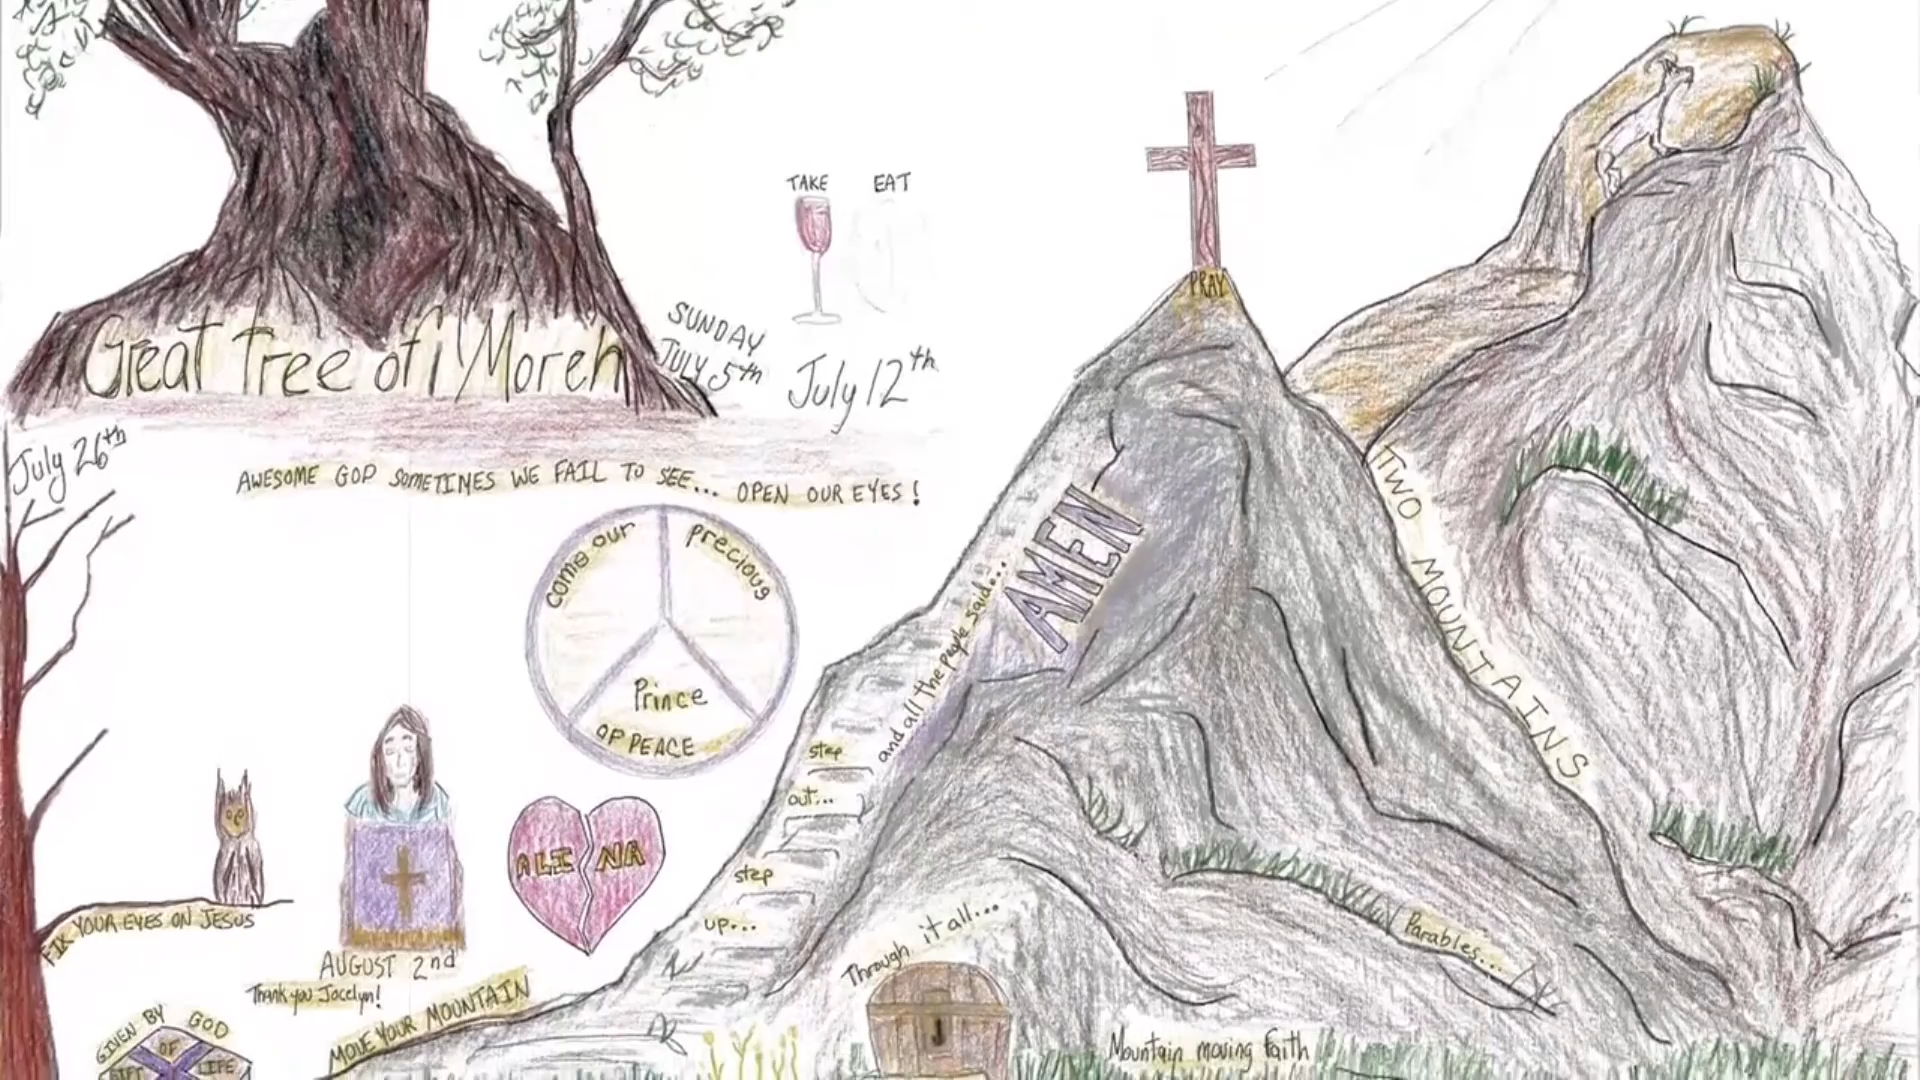 TAKE EAT
PRAY
Great Tree of Moreh
SUNDAY
JULY 5th
July 12th
July 26th
AWESOME GOD SOMETIMES WE FAIL TO SEE... OPEN OUR EYES!
come our
precious
Prince
OF PEACE
and all the people said...
AMEN
TWO MOUNTAINS
step
out...
step
up...
ALINA
FIX YOUR EYES ON JESUS
AUGUST 2nd
Thank you Jocelyn!
MOVE YOUR MOUNTAIN
GIVEN BY GOD
GIFT OF LIFE
Through it all...
Parables...
Mountain moving faith